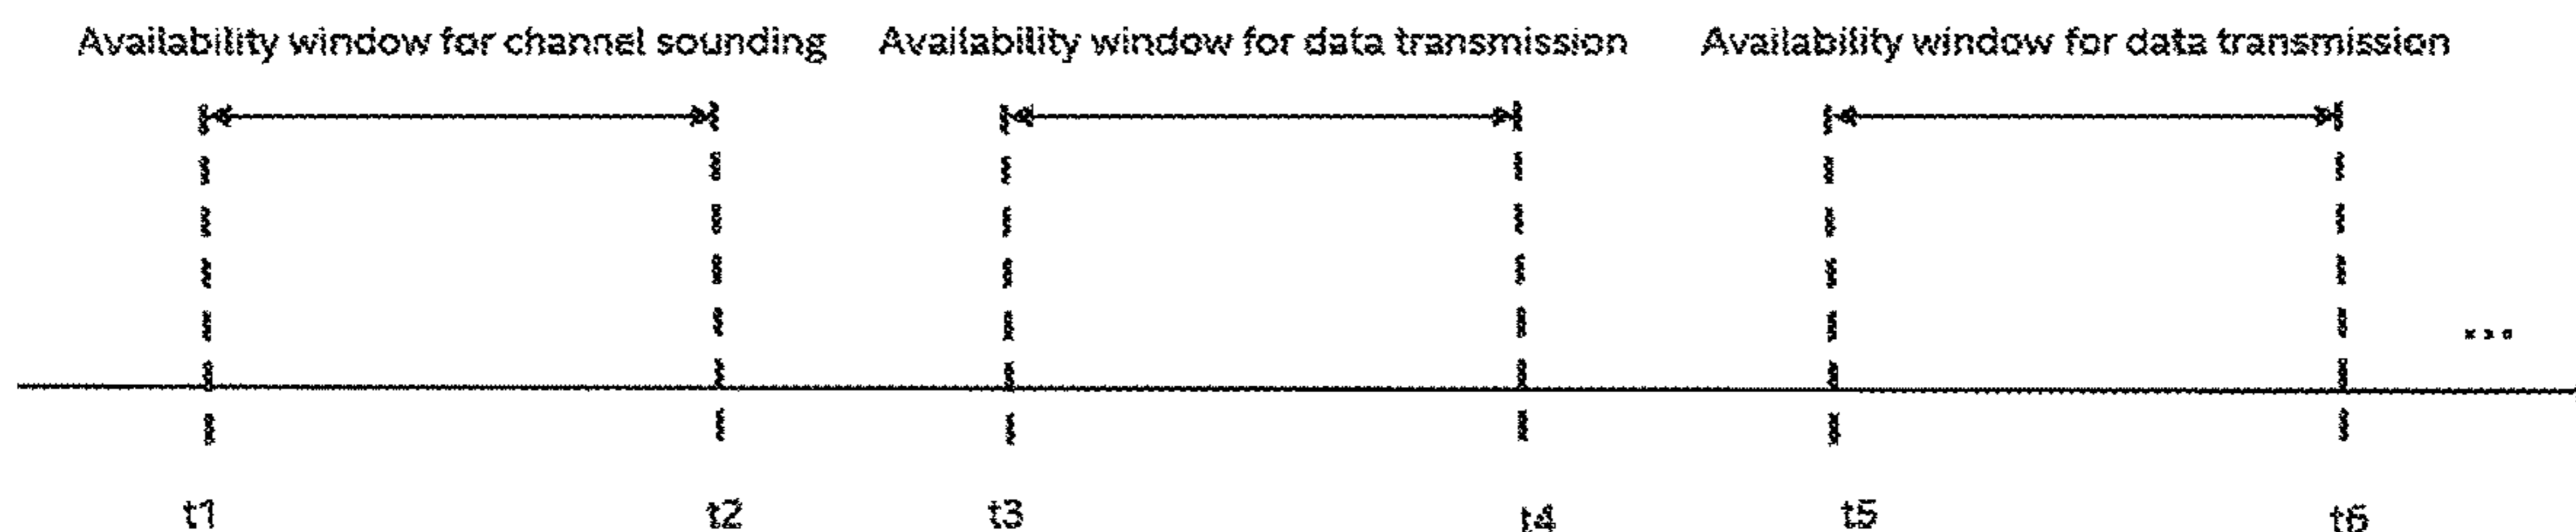 Availability window for channel sounding Availability window for data transmission Availability window for data transmission
...
t1 t2 t3 t4 t5 t6